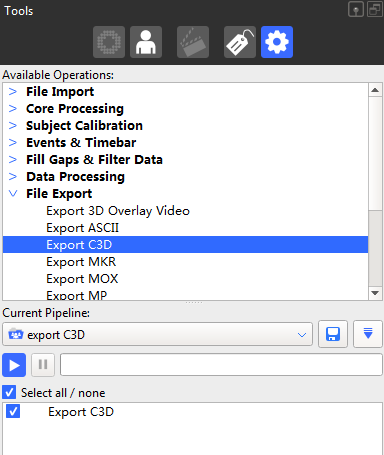 Tools
Available Operations:
> File Import
> Core Processing
> Subject Calibration
> Events & Timebar
> Fill Gaps & Filter Data
> Data Processing
File Export
Export 3D Overlay Video
Export ASCII
Export C3D
Export MKR
Export MOX
Export MP
Current Pipeline:
export C3D
Select all / none
Export C3D